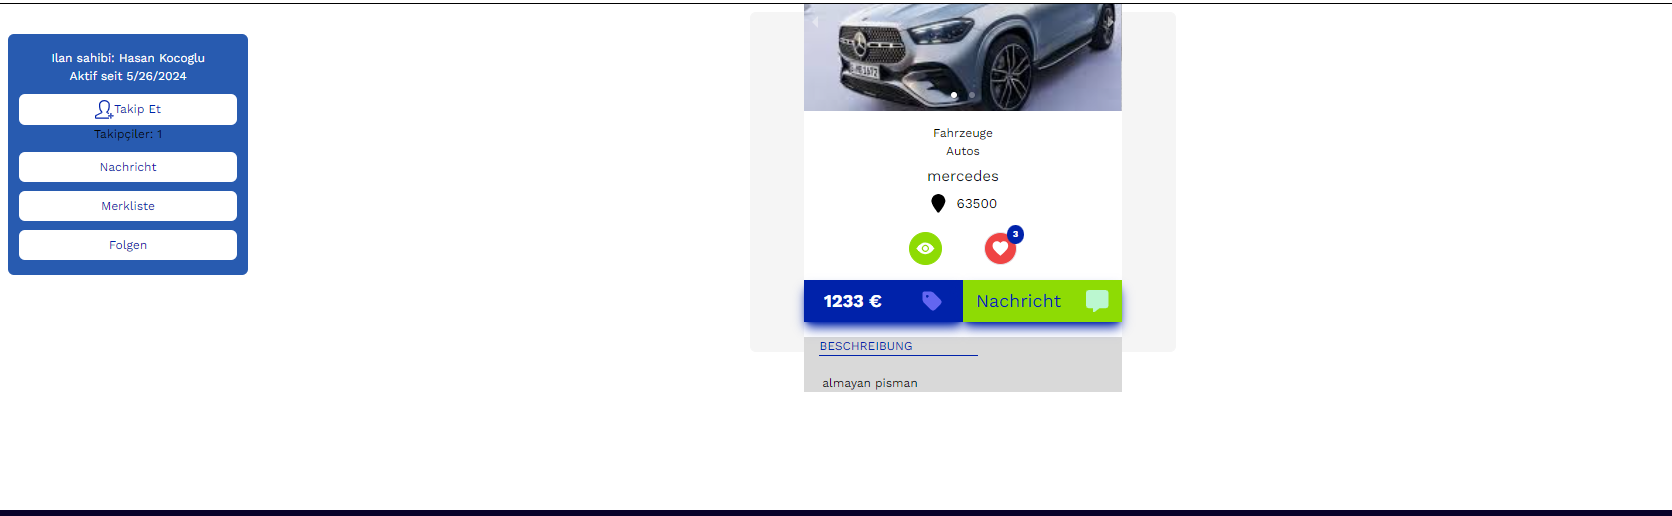 Ilan sahibi: Hasan Kocoglu
Aktif seit 5/26/2024
Takip Et
Takipçiler: 1
Nachricht
Merkliste
Folgen
Fahrzeuge
Autos
mercedes
63500
3
1233 €
Nachricht
BESCHREIBUNG
almayan pisman